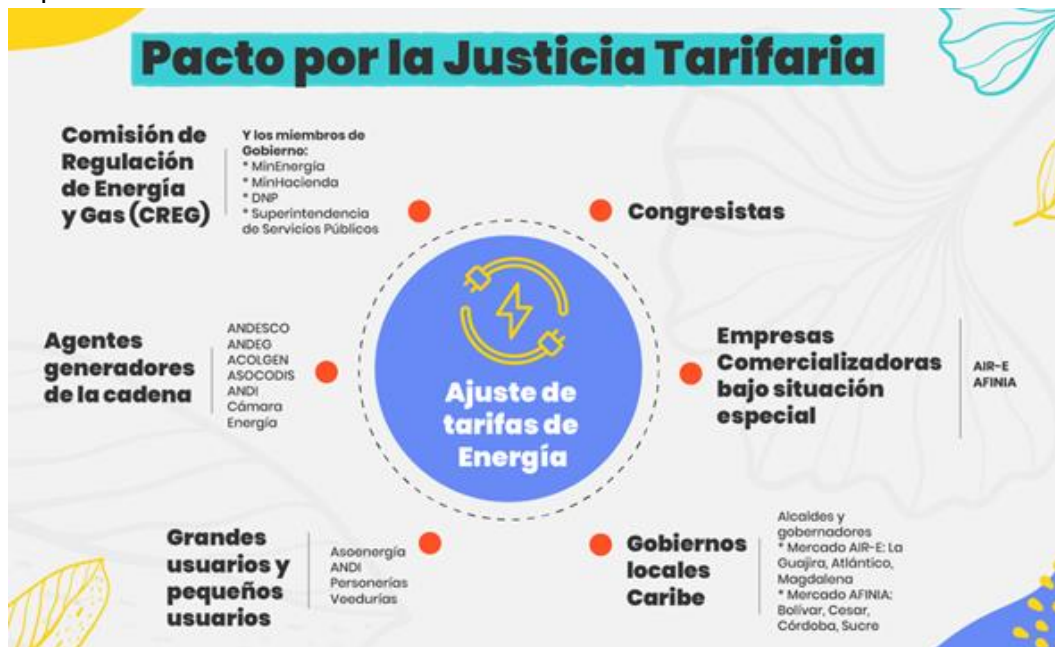 Pacto por la Justicia Tarifaria
Comisión de
Regulación
de Energía
y Gas (CREG)
Y los miembros de
Gobierno:
* MinEnergía
* MinHacienda
* DNP
* Superintendencia
de Servicios Públicos
Congresistas
Agentes
generadores
de la cadena
ANDESCO
ANDEG
ACOLGEN
ASOCODIS
ANDI
Cámara
Energía
Ajuste de
tarifas de
Energía
Empresas
Comercializadoras
bajo situación
especial
AIR-E
AFINIA
Grandes
usuarios y
pequeños
usuarios
Asoenergía
ANDI
Personerías
Veedurías
Gobiernos
locales
Caribe
Alcaldes y
gobernadores
* Mercado AIR-E: La
Guajira, Atlántico,
Magdalena
* Mercado AFINIA:
Bolívar, Cesar,
Córdoba, Sucre